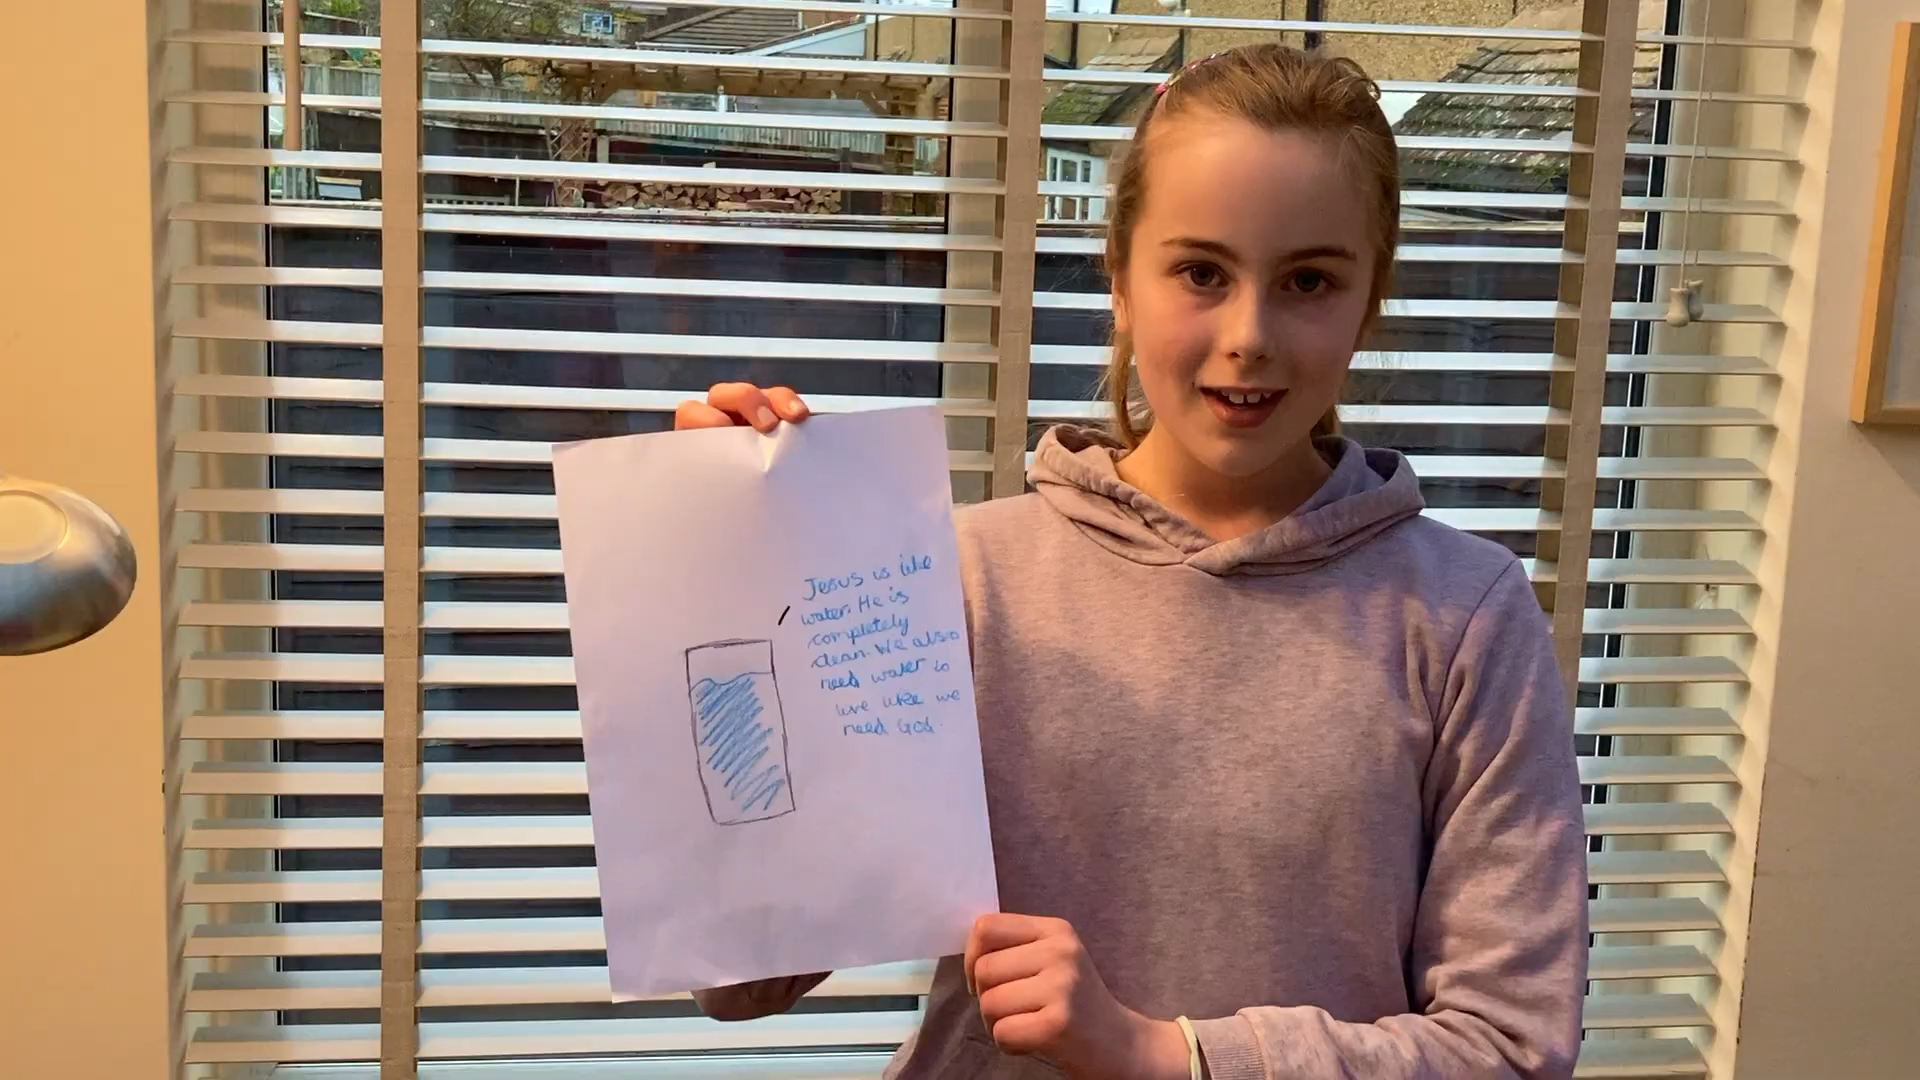 Jesus is like
water. He is
completely
clean. We also
need water to
live like we
need God.